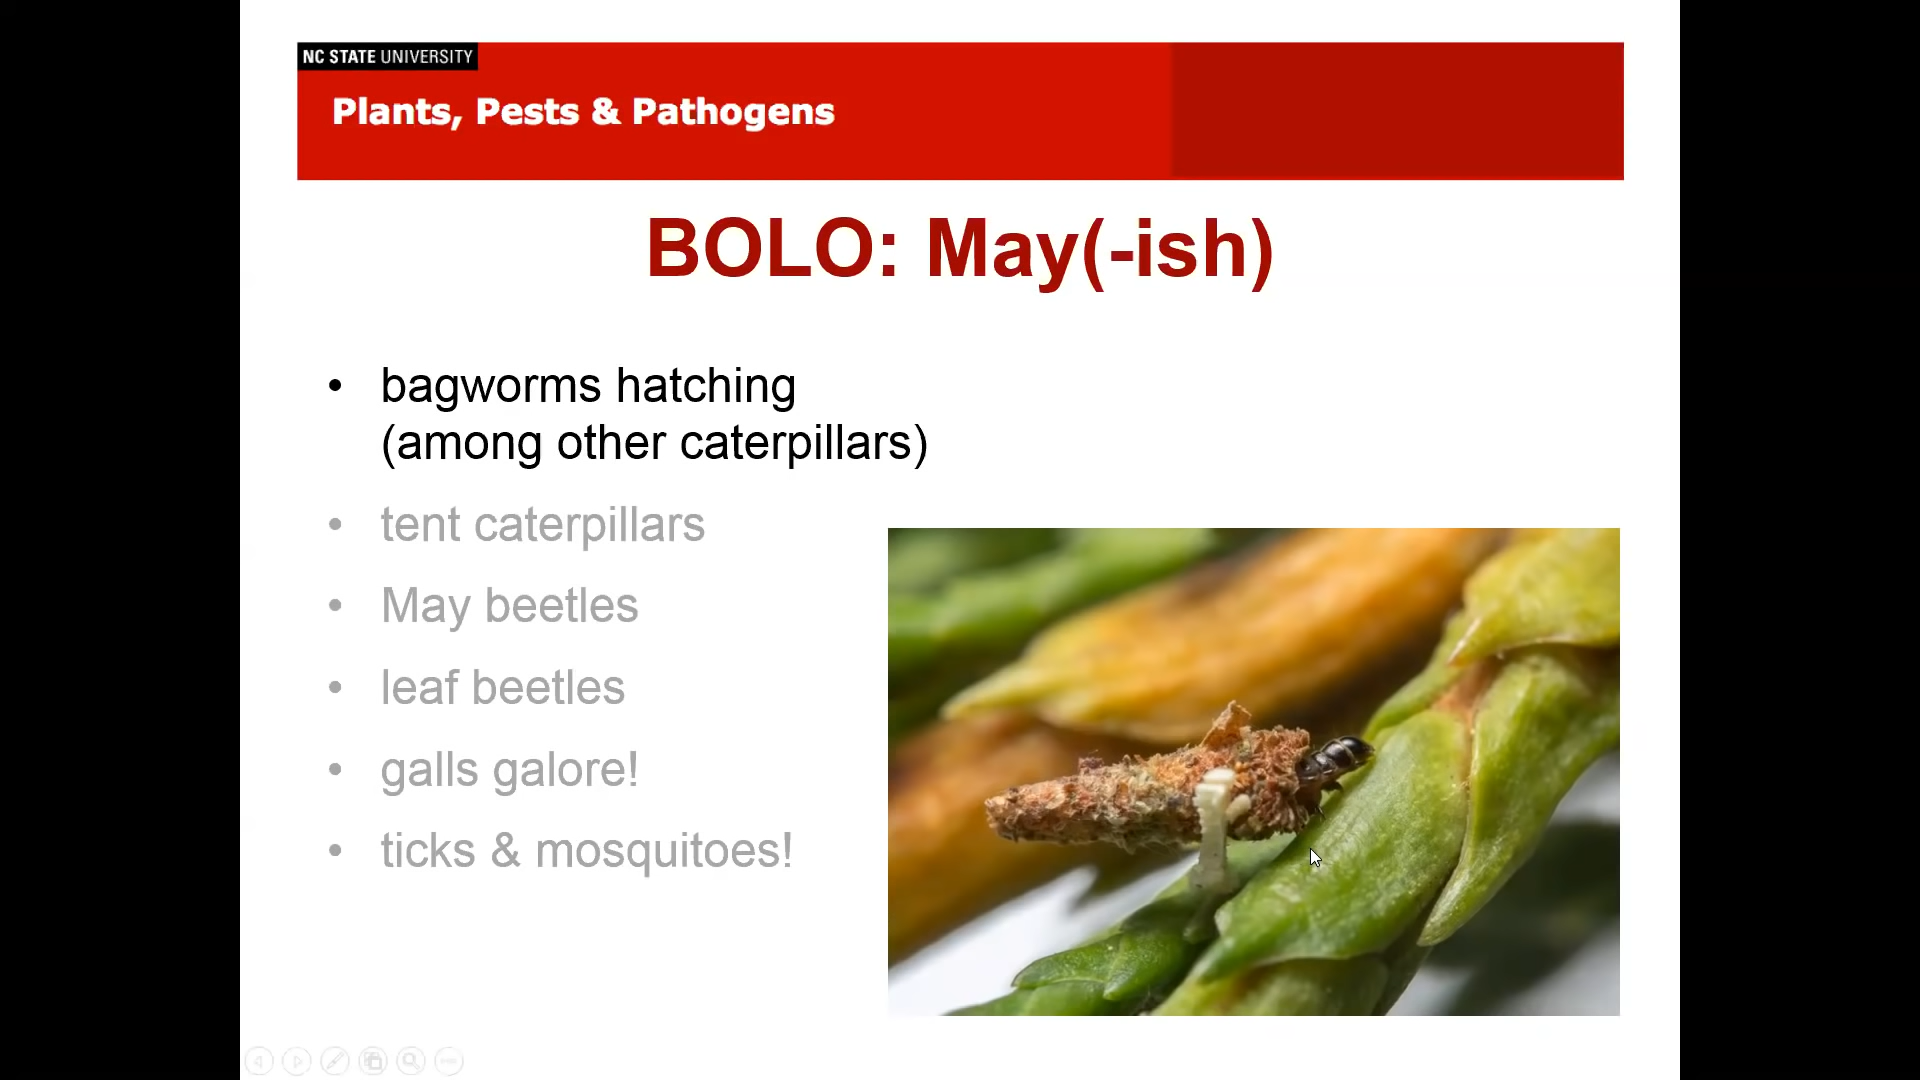 NC STATE UNIVERSITY
Plants, Pests & Pathogens
BOLO: May(-ish)
• bagworms hatching
(among other caterpillars)
• tent caterpillars
• May beetles
• leaf beetles
• galls galore!
• ticks & mosquitoes!